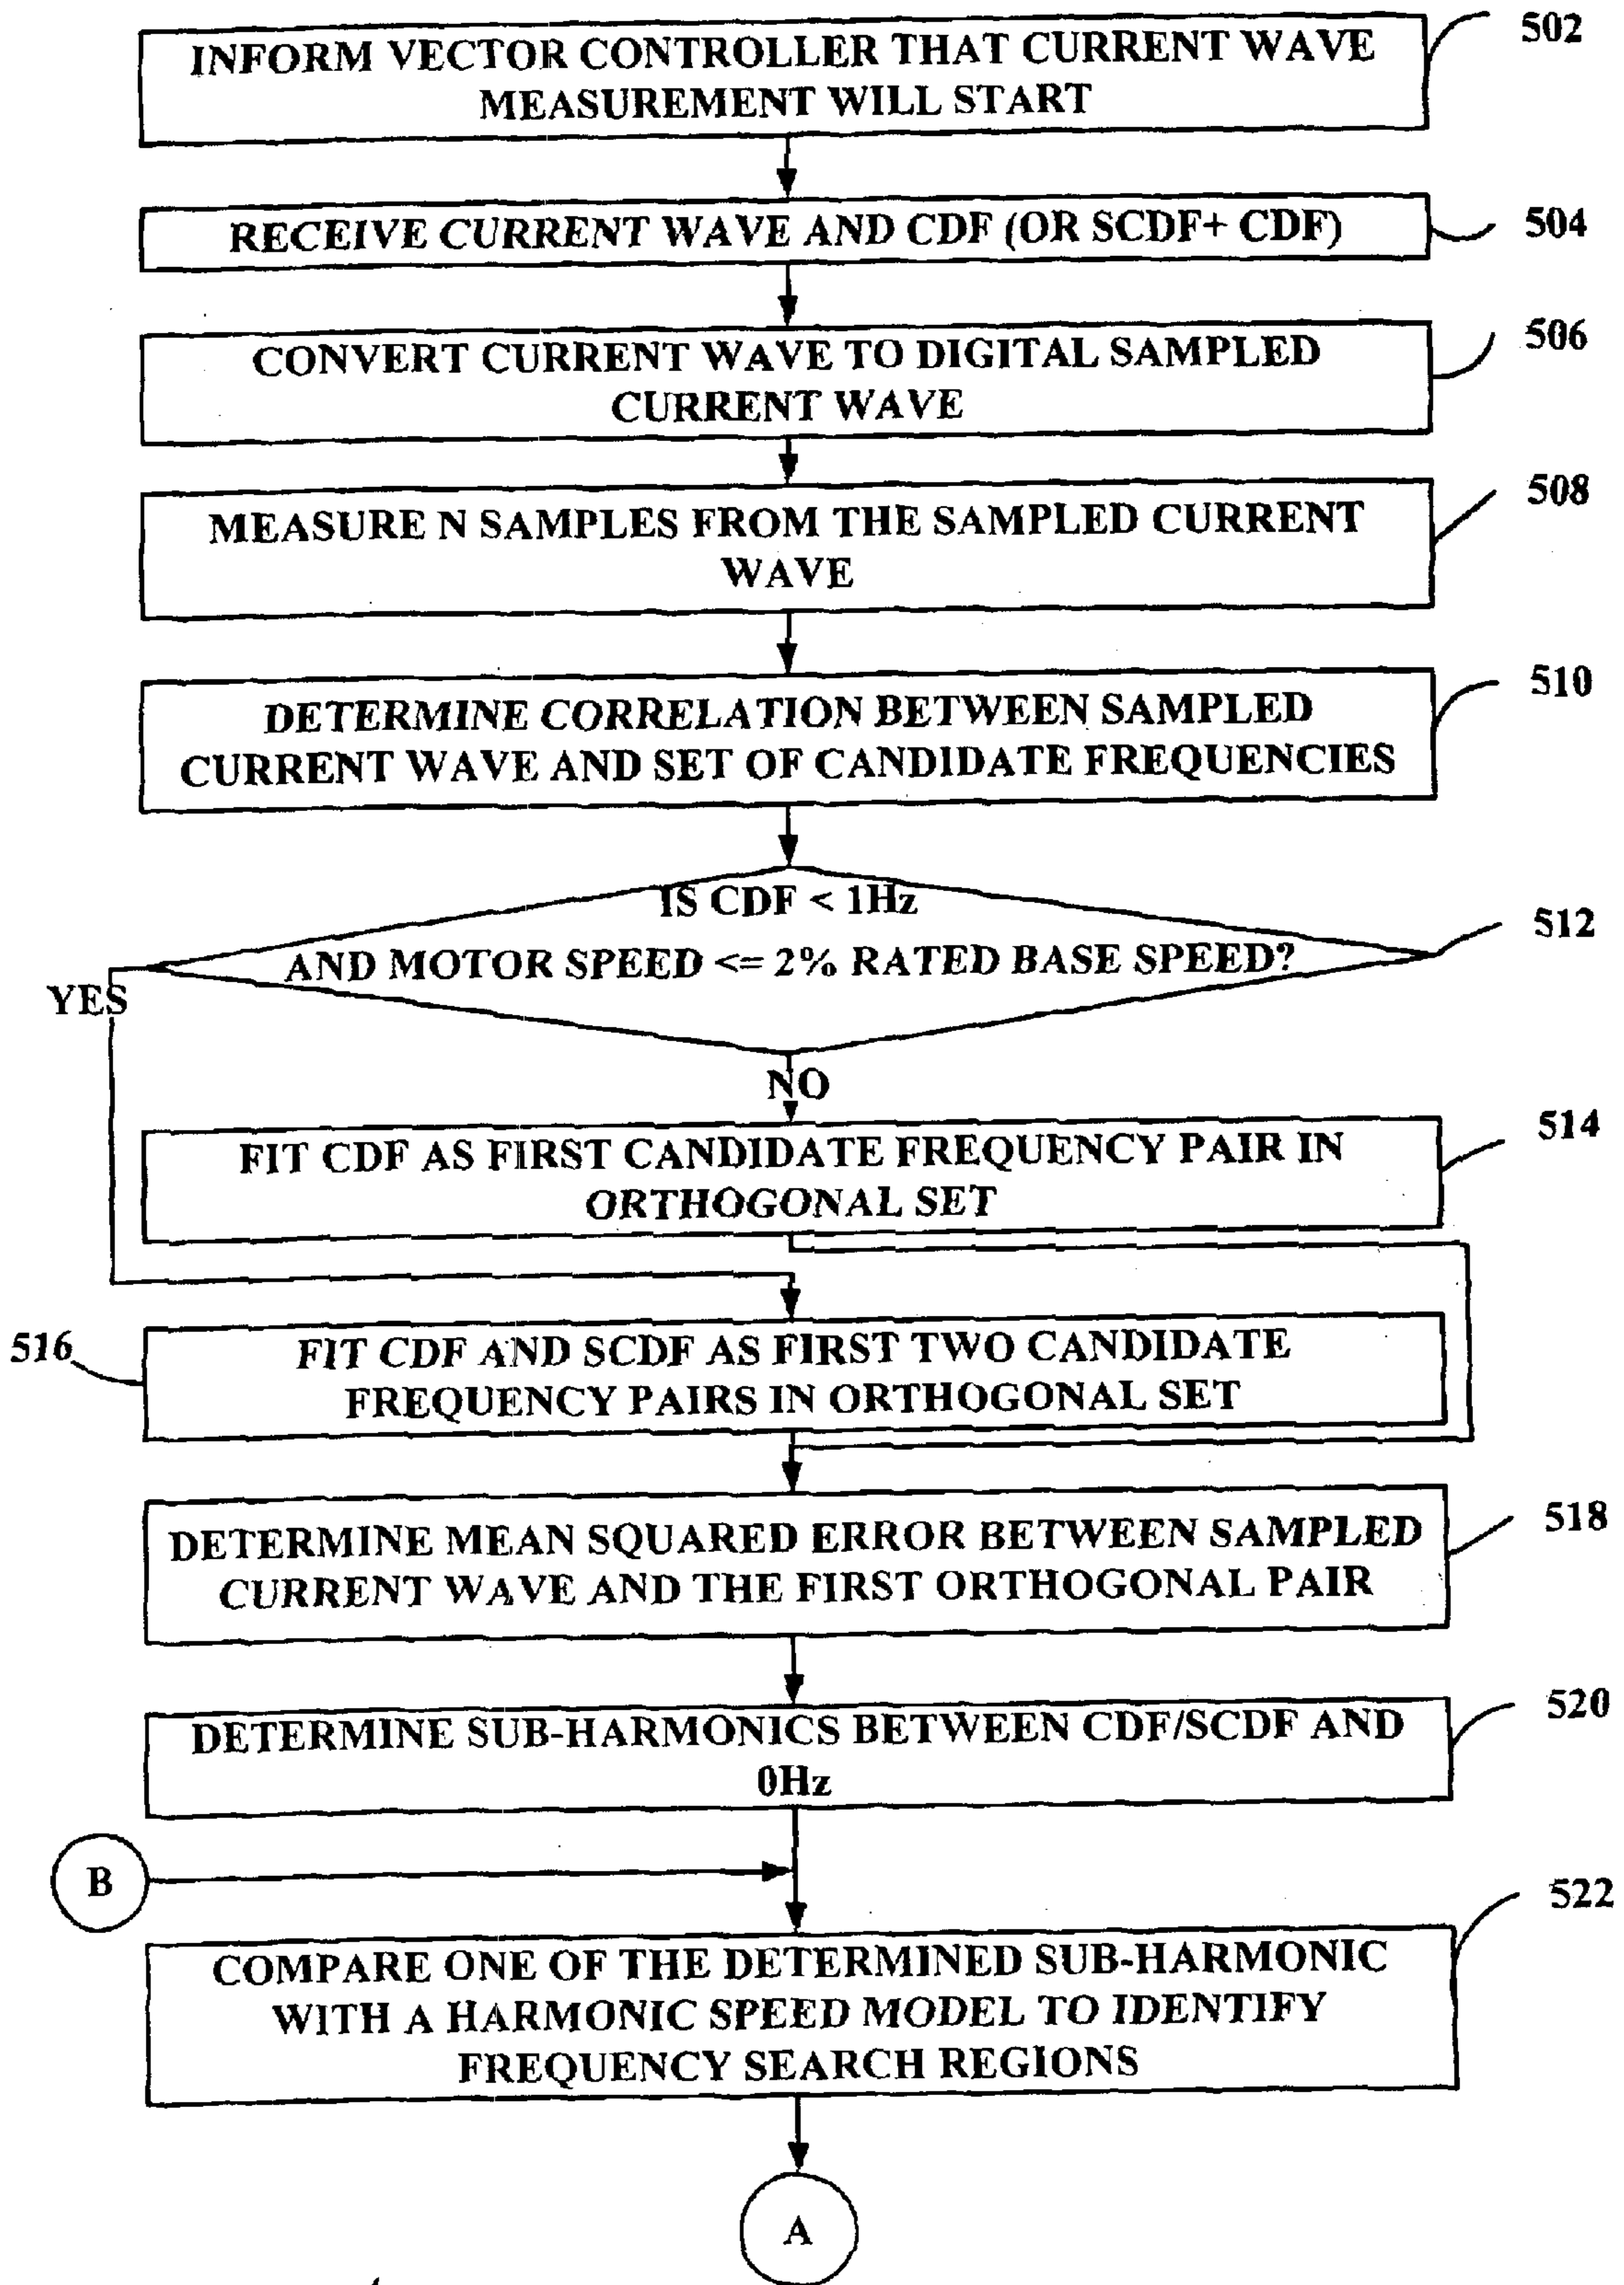 INFORM VECTOR CONTROLLER THAT CURRENT WAVE
MEASUREMENT WILL START
502
RECEIVE CURRENT WAVE AND CDF (OR SCDF+ CDF)
504
CONVERT CURRENT WAVE TO DIGITAL SAMPLED
CURRENT WAVE
506
MEASURE N SAMPLES FROM THE SAMPLED CURRENT
WAVE
508
DETERMINE CORRELATION BETWEEN SAMPLED
CURRENT WAVE AND SET OF CANDIDATE FREQUENCIES
510
IS CDF < 1Hz
AND MOTOR SPEED <= 2% RATED BASE SPEED?
512
YES
NO
FIT CDF AS FIRST CANDIDATE FREQUENCY PAIR IN
ORTHOGONAL SET
514
516
FIT CDF AND SCDF AS FIRST TWO CANDIDATE
FREQUENCY PAIRS IN ORTHOGONAL SET
DETERMINE MEAN SQUARED ERROR BETWEEN SAMPLED
CURRENT WAVE AND THE FIRST ORTHOGONAL PAIR
518
DETERMINE SUB-HARMONICS BETWEEN CDF/SCDF AND
0Hz
520
B
COMPARE ONE OF THE DETERMINED SUB-HARMONIC
WITH A HARMONIC SPEED MODEL TO IDENTIFY
FREQUENCY SEARCH REGIONS
522
A